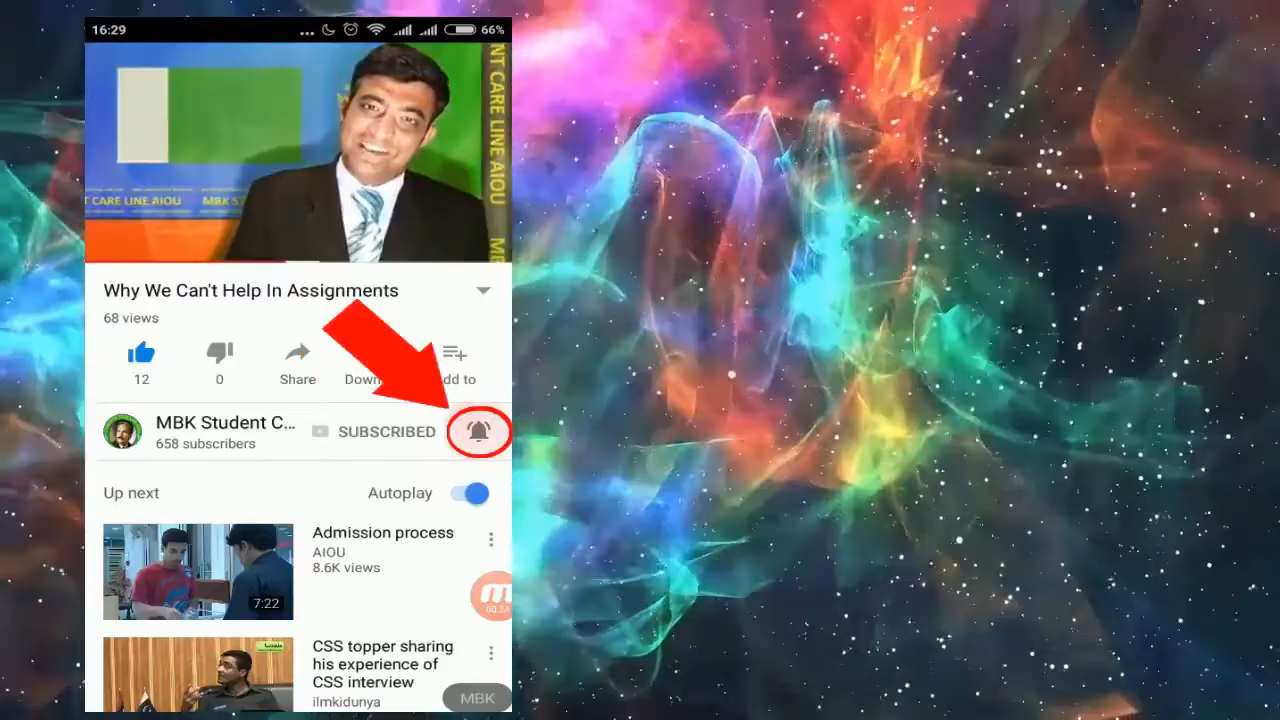 16:29
66%
NT CARE LINE AIOU
T CARE LINE AIOU
MBK S
Why We Can't Help In Assignments
68 views
12
0
Share
Down
dd to
MBK Student C...
658 subscribers
SUBSCRIBED
Up next
Autoplay
Admission process
AIOU
8.6K views
7:22
00:24
CSS topper sharing
his experience of
CSS interview
ilmkidunya
MBK